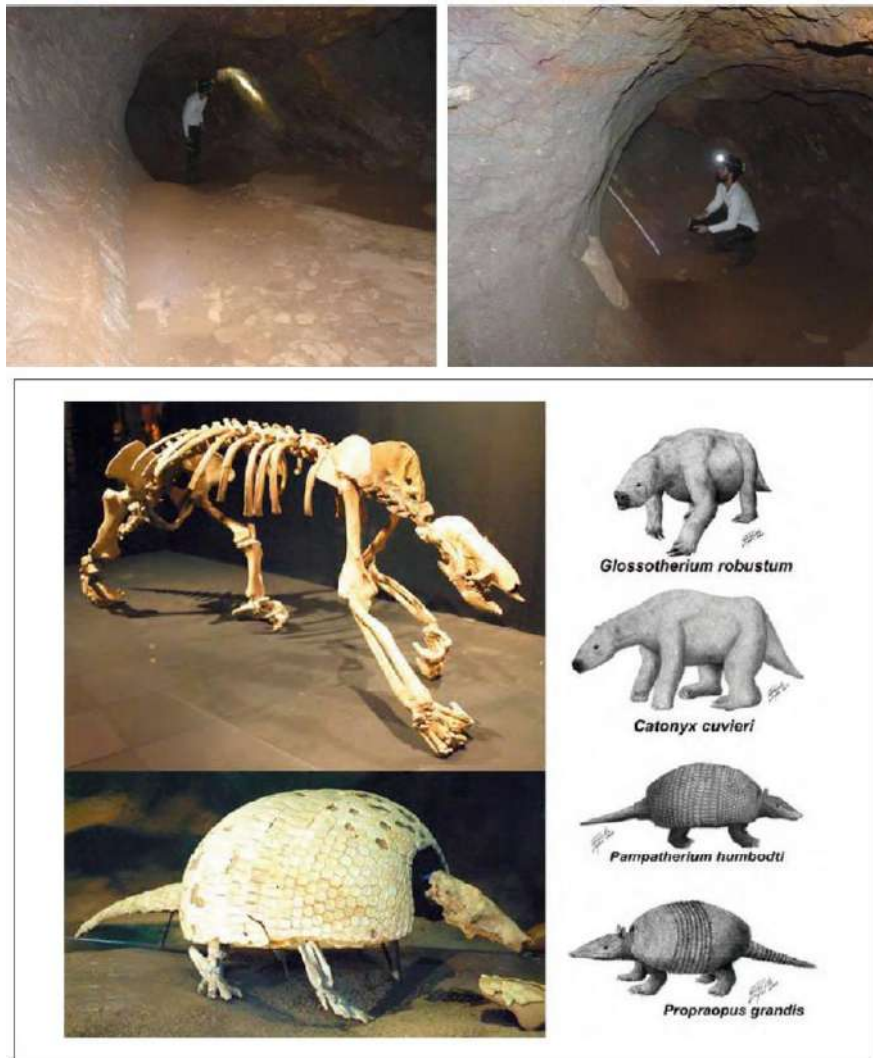 Glossotherium robustum
Catonyx cuvieri
Pampatherium humbodti
Propraopus grandis